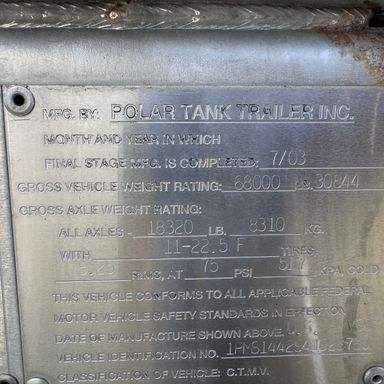 MFG. BY: POLAR TANK TRAILER INC.
MONTH AND YEAR IN WHICH
FINAL STAGE MFG. IS COMPLETED: 7/03
GROSS VEHICLE WEIGHT RATING: 68000 LB. 30844
GROSS AXLE WEIGHT RATING:
ALL AXLES - 18320 LB. 8310 KG.
WITH 11-22.5 F TIRES
RIMS, AT 75 PSI 517 KPA, COLD
THIS VEHICLE CONFORMS TO ALL APPLICABLE FEDERAL
MOTOR VEHICLE SAFETY STANDARDS IN EFFECT ON
DATE OF MANUFACTURE SHOWN ABOVE.
VEHICLE IDENTIFICATION NO.
CLASSIFICATION OF VEHICLE: C.T.M.V.